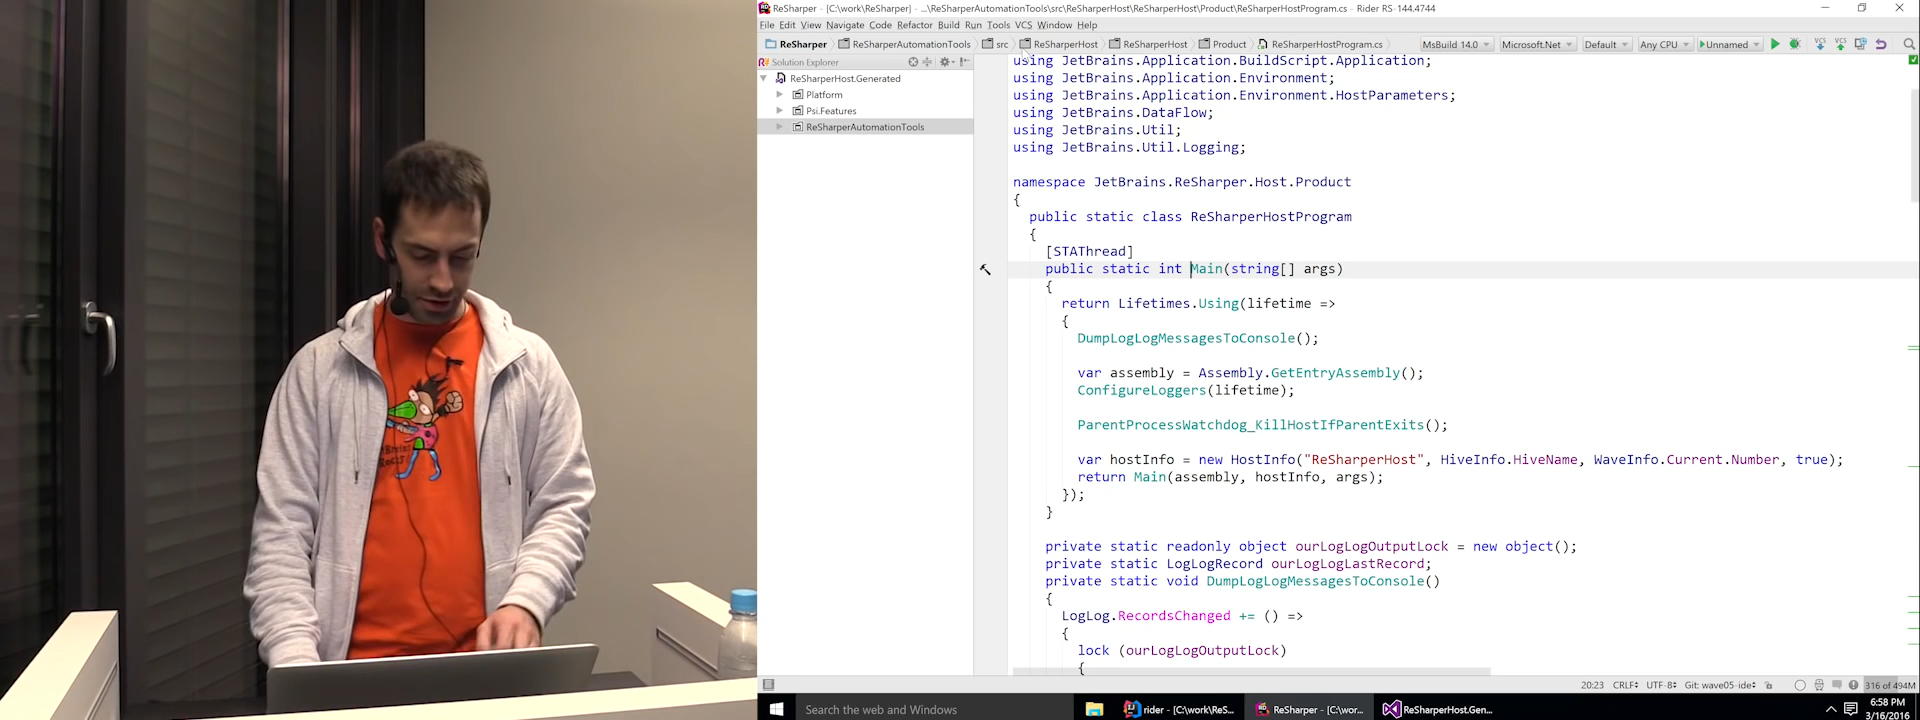 ReSharper - [C:\work\ReSharper] - ...\ReSharperAutomationTools\src\ReSharperHost\ReSharperHost\Product\ReSharperHostProgram.cs - Rider RS-144.4744
File Edit View Navigate Code Refactor Build Run Tools VCS Window Help
ReSharper ReSharperAutomationTools src ReSharperHost ReSharperHost Product ReSharperHostProgram.cs MsBuild 14.0 Microsoft.Net Default Any CPU Unnamed VCS VCS
R# Solution Explorer
ReSharperHost.Generated
Platform
Psi.Features
ReSharperAutomationTools
using JetBrains.Application.BuildScript.Application;
using JetBrains.Application.Environment;
using JetBrains.Application.Environment.HostParameters;
using JetBrains.DataFlow;
using JetBrains.Util;
using JetBrains.Util.Logging;
namespace JetBrains.ReSharper.Host.Product
{
public static class ReSharperHostProgram
{
[STAThread]
public static int Main(string[] args)
{
return Lifetimes.Using(lifetime =>
{
DumpLogLogMessagesToConsole();
var assembly = Assembly.GetEntryAssembly();
ConfigureLoggers(lifetime);
ParentProcessWatchdog_KillHostIfParentExits();
var hostInfo = new HostInfo("ReSharperHost", HiveInfo.HiveName, WaveInfo.Current.Number, true);
return Main(assembly, hostInfo, args);
});
}
private static readonly object ourLogLogOutputLock = new object();
private static LogLogRecord ourLogLogLastRecord;
private static void DumpLogLogMessagesToConsole()
{
LogLog.RecordsChanged += () =>
{
lock (ourLogLogOutputLock)
{
20:23 CRLF UTF-8 Git: wave05-ide 316 of 494M
Search the web and Windows
rider - [C:\work\ReS...
ReSharper - [C:\wor...
ReSharperHost.Gen...
6:58 PM
3/16/2016